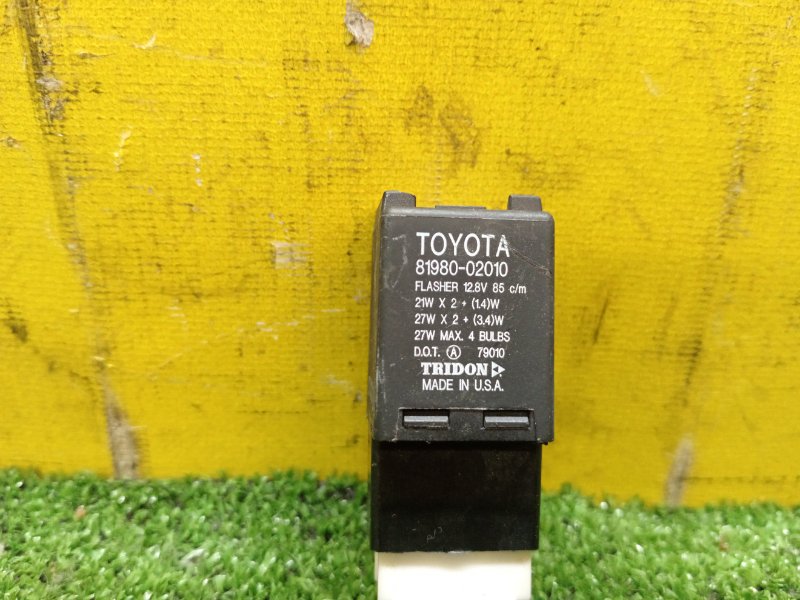 TOYOTA
81980-02010
FLASHER 12.8V 85 c/m
21W X 2 + (1.4)W
27W X 2 + (3.4)W
27W MAX. 4 BULBS
D.O.T. Ⓐ 79010
TRIDON
MADE IN U.S.A.